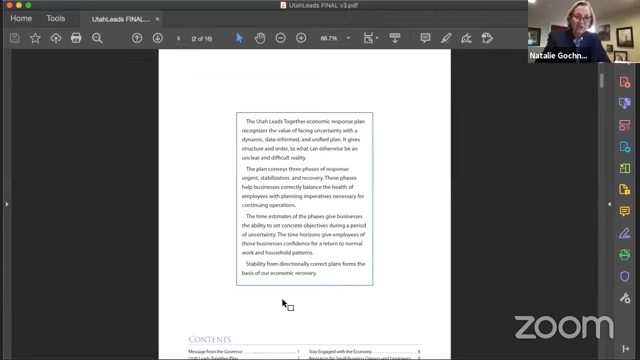 UtahLeads FINAL v3.pdf
Home
Tools
UtahLeads FINAL...
(2 of 16)
66.7%
Natalie Gochn...
The Utah Leads Together economic response plan
recognizes the value of facing uncertainty with a
dynamic, data-informed, and unified plan. It gives
structure and order, to what can otherwise be an
unclear and difficult reality.
The plan conveys three phases of response:
urgent, stabilization, and recovery. These phases
help businesses correctly balance the health of
employees with planning imperatives necessary for
continuing operations.
The time estimates of the phases give businesses
the ability to set concrete objectives during a period
of uncertainty. The time horizons give employees of
those businesses confidence for a return to normal
work and household patterns.
Stability from directionally correct plans forms the
basis of our economic recovery.
zoom
CONTENTS
Message from the Governor 1
Stay Engaged with the Economy 8
Utah Leads Together Plan 2
Resources for Small Business Owners and Employees